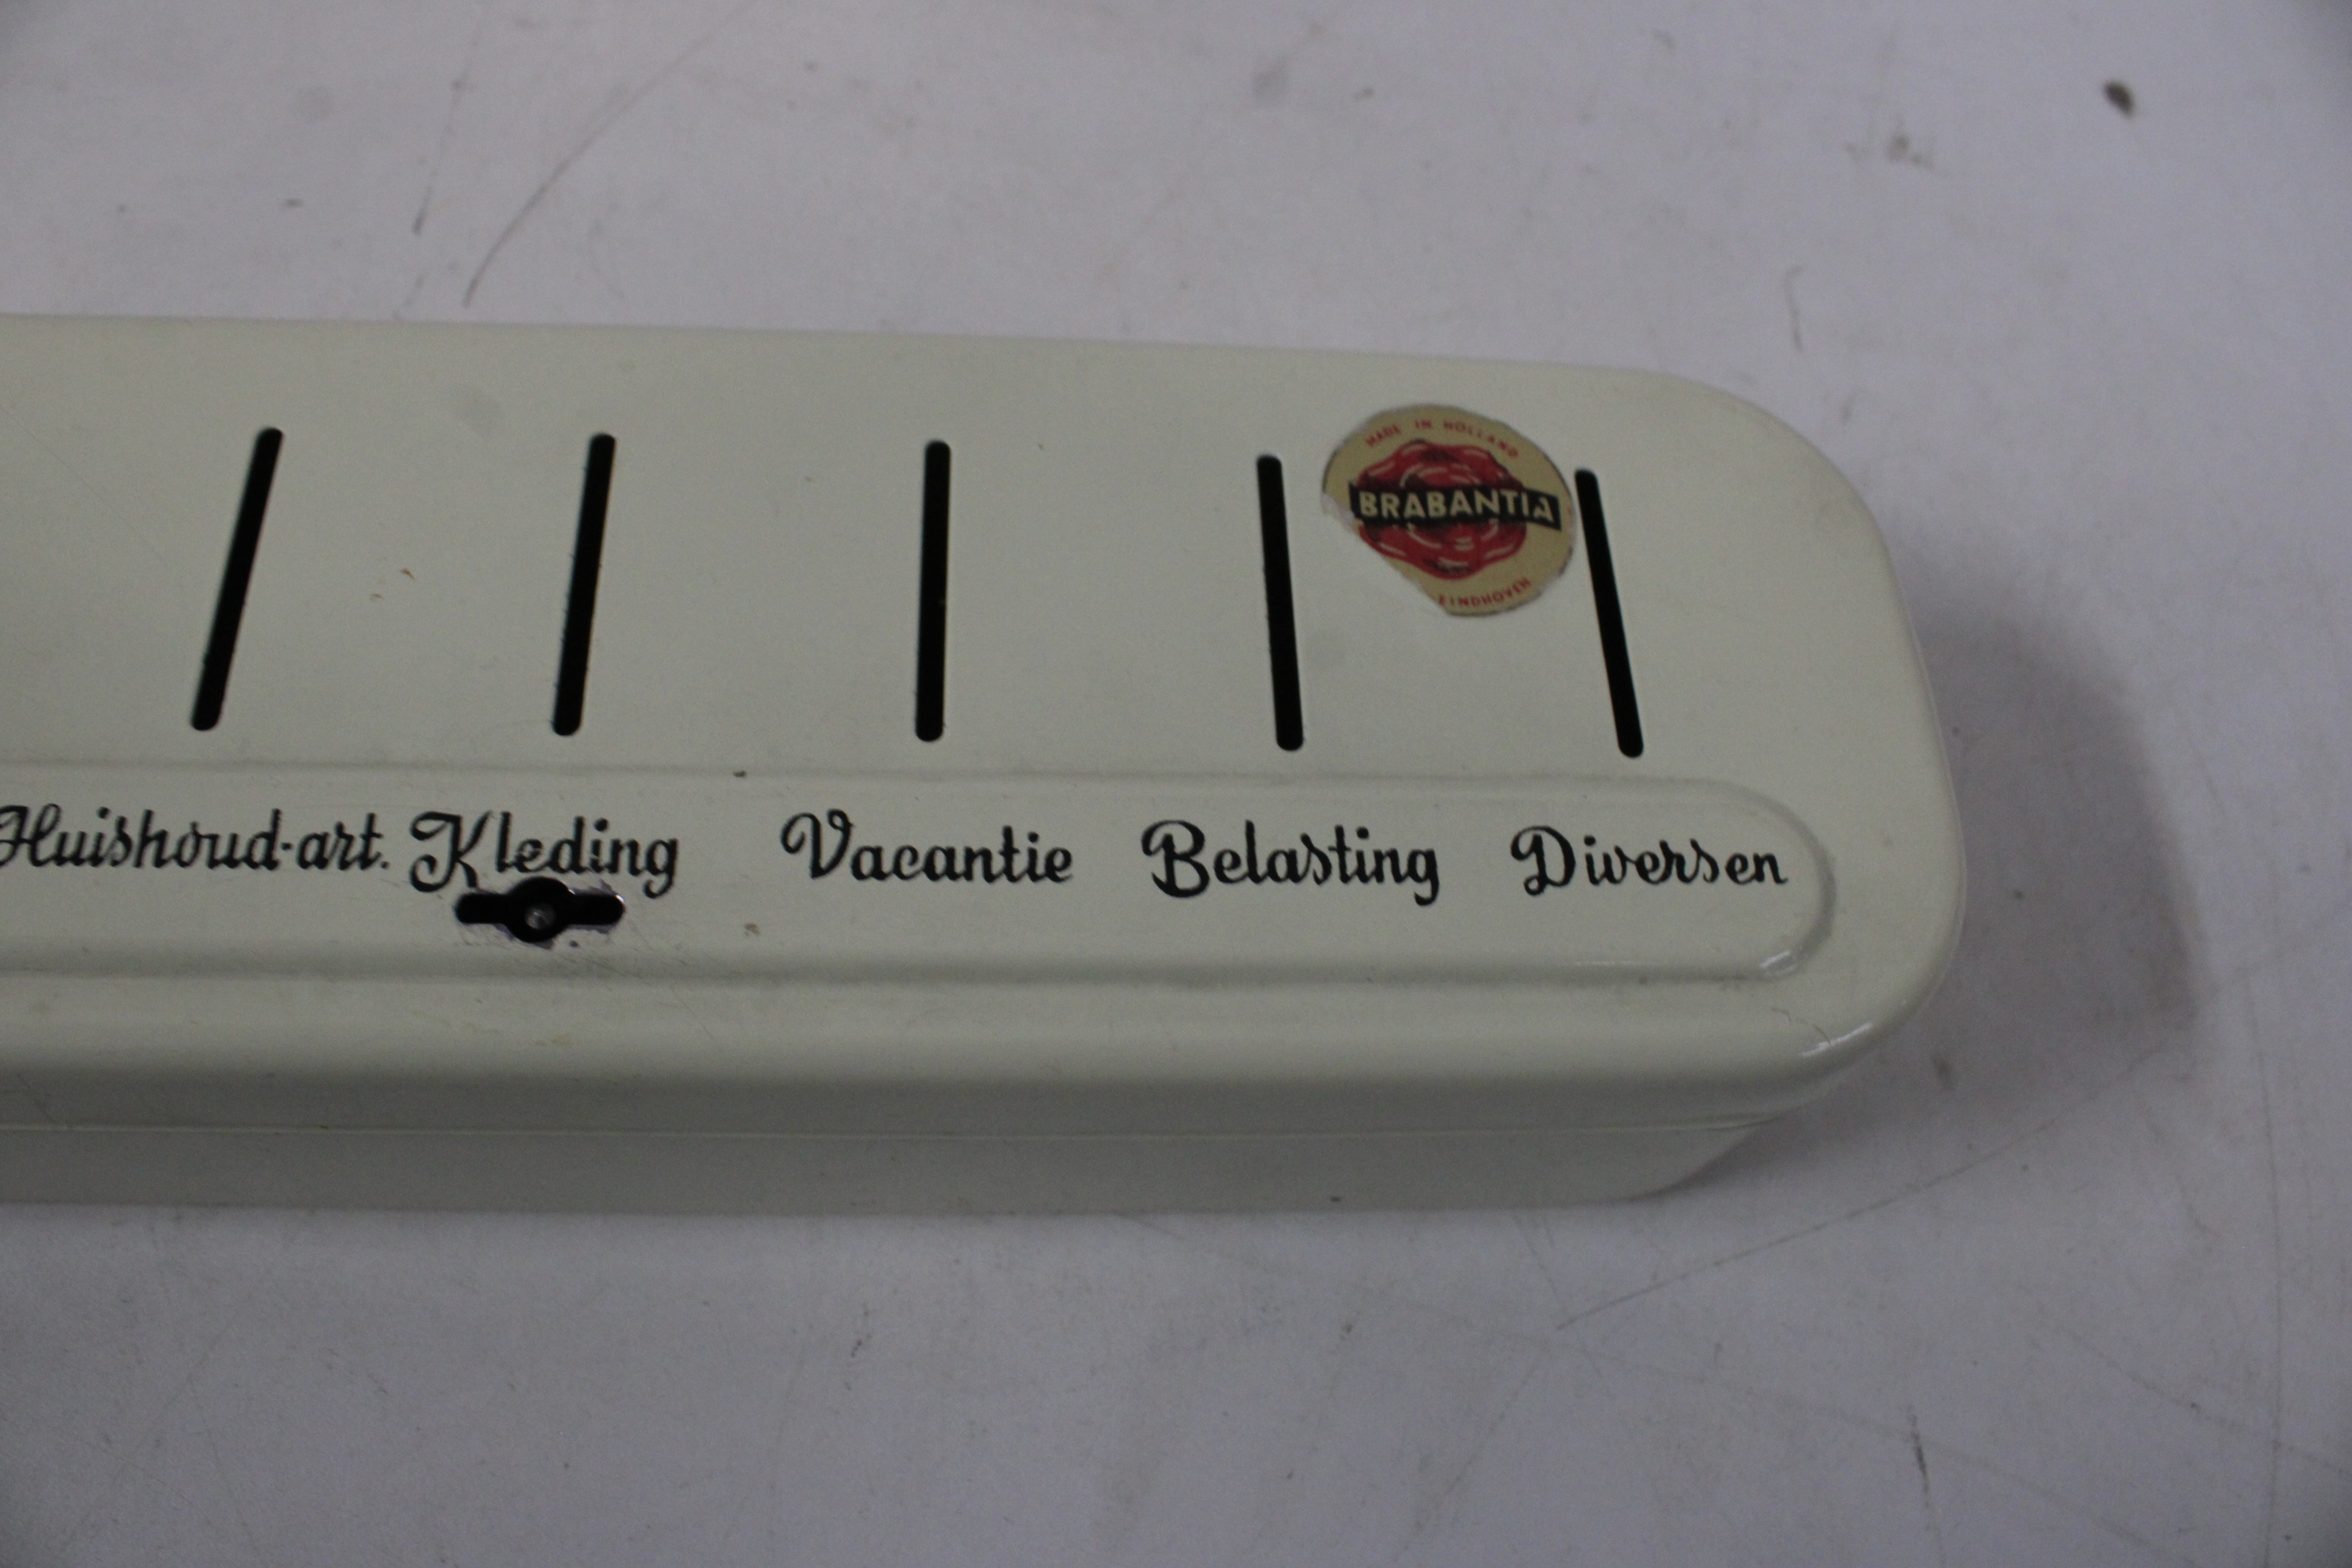 MADE IN HOLLAND
BRABANTIA
EINDHOVEN
Huishoud-art. Kleding Vacantie Belasting Diversen